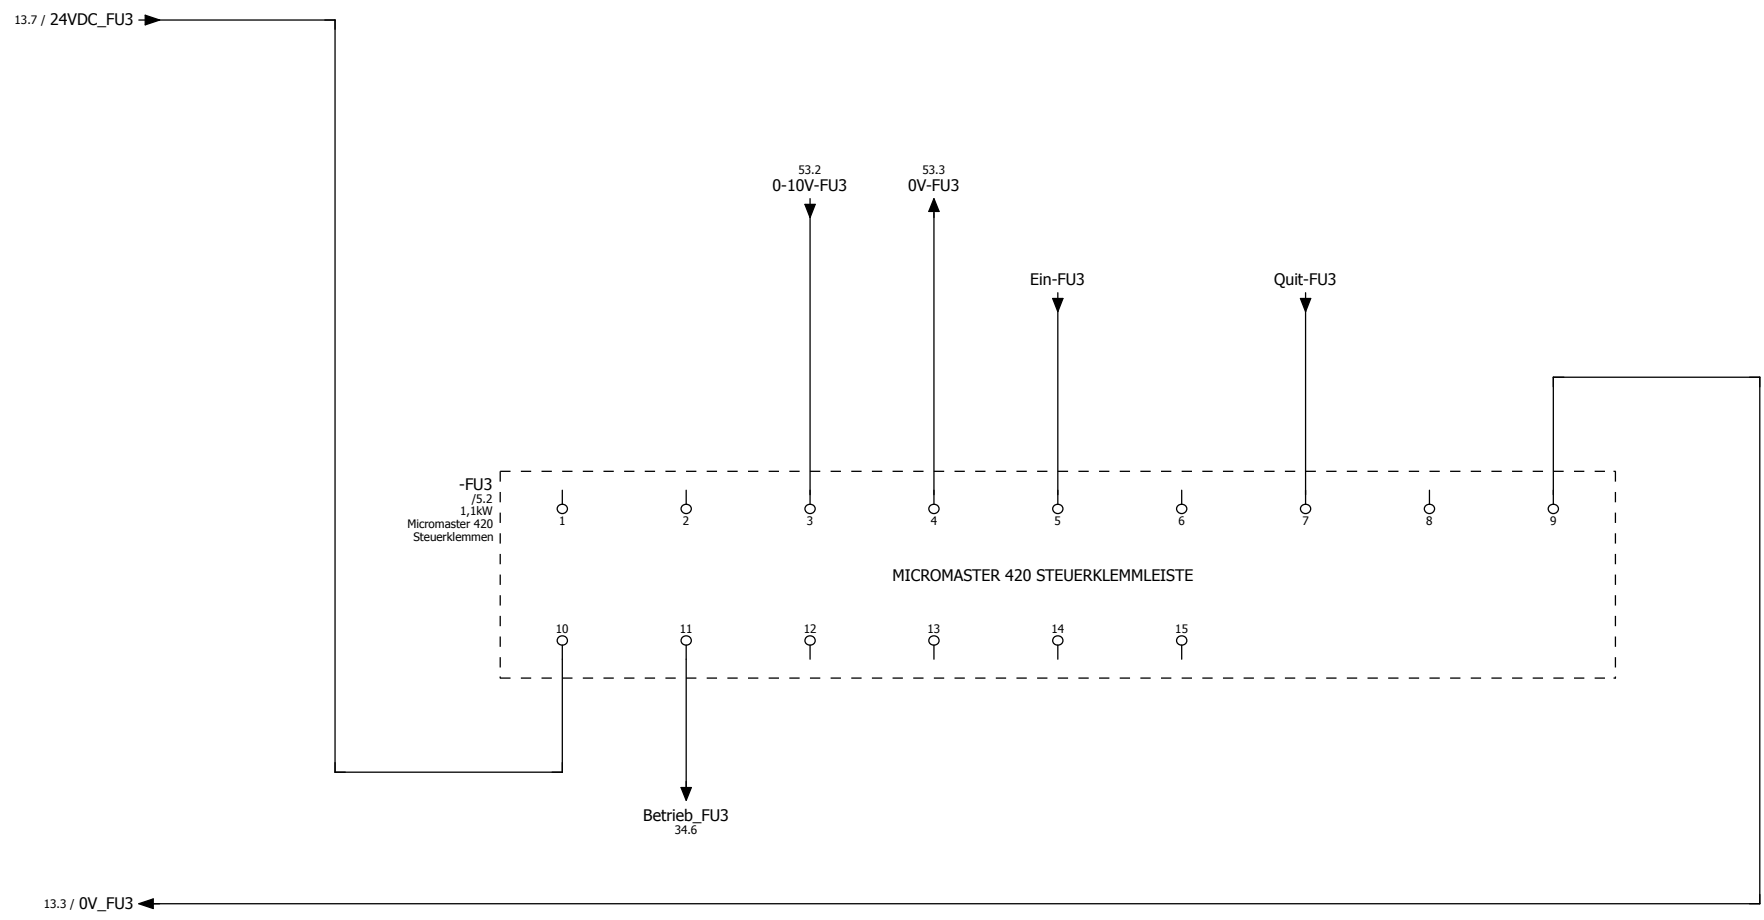 13.7 / 24VDC_FU3
53.2
0-10V-FU3
53.3
0V-FU3
Ein-FU3
Quit-FU3
-FU3
/5.2
1,1kW
Micromaster 420
Steuerklemmen
1 2 3 4 5 6 7 8 9
MICROMASTER 420 STEUERKLEMMLEISTE
10 11 12 13 14 15
Betrieb_FU3
34.6
13.3 / 0V_FU3